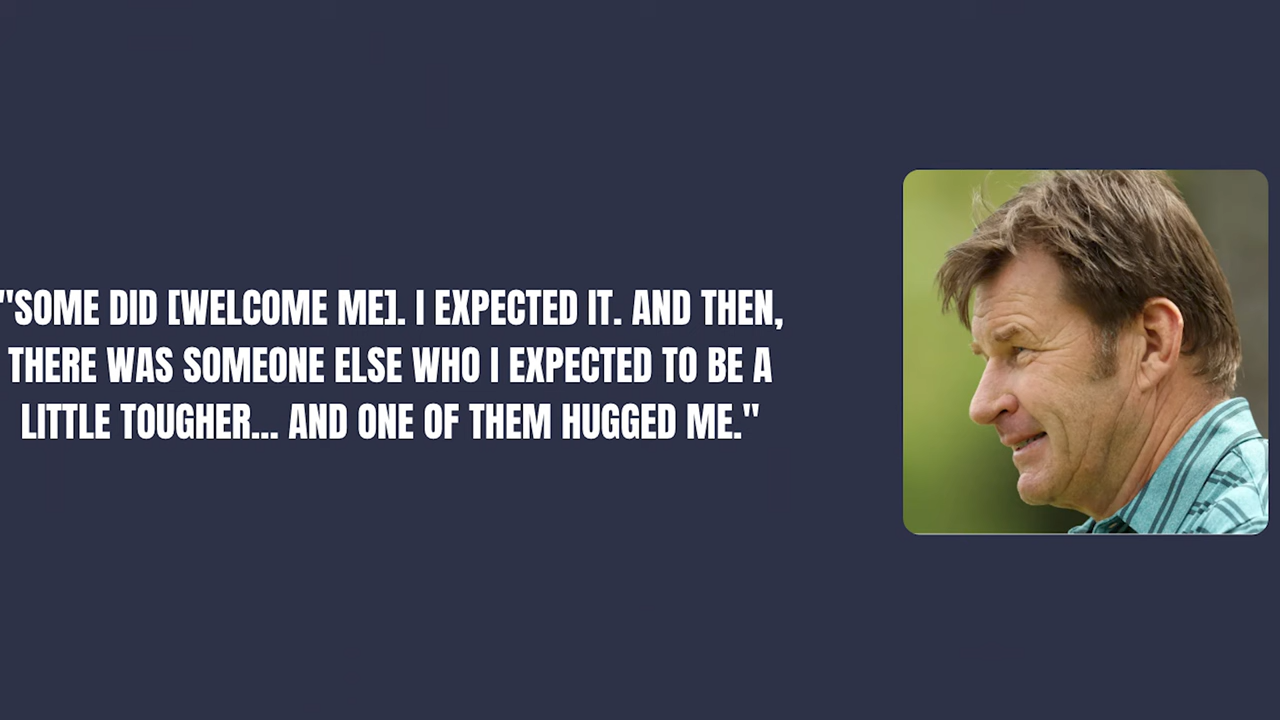 "SOME DID [WELCOME ME]. I EXPECTED IT. AND THEN,
THERE WAS SOMEONE ELSE WHO I EXPECTED TO BE A
LITTLE TOUGHER... AND ONE OF THEM HUGGED ME."